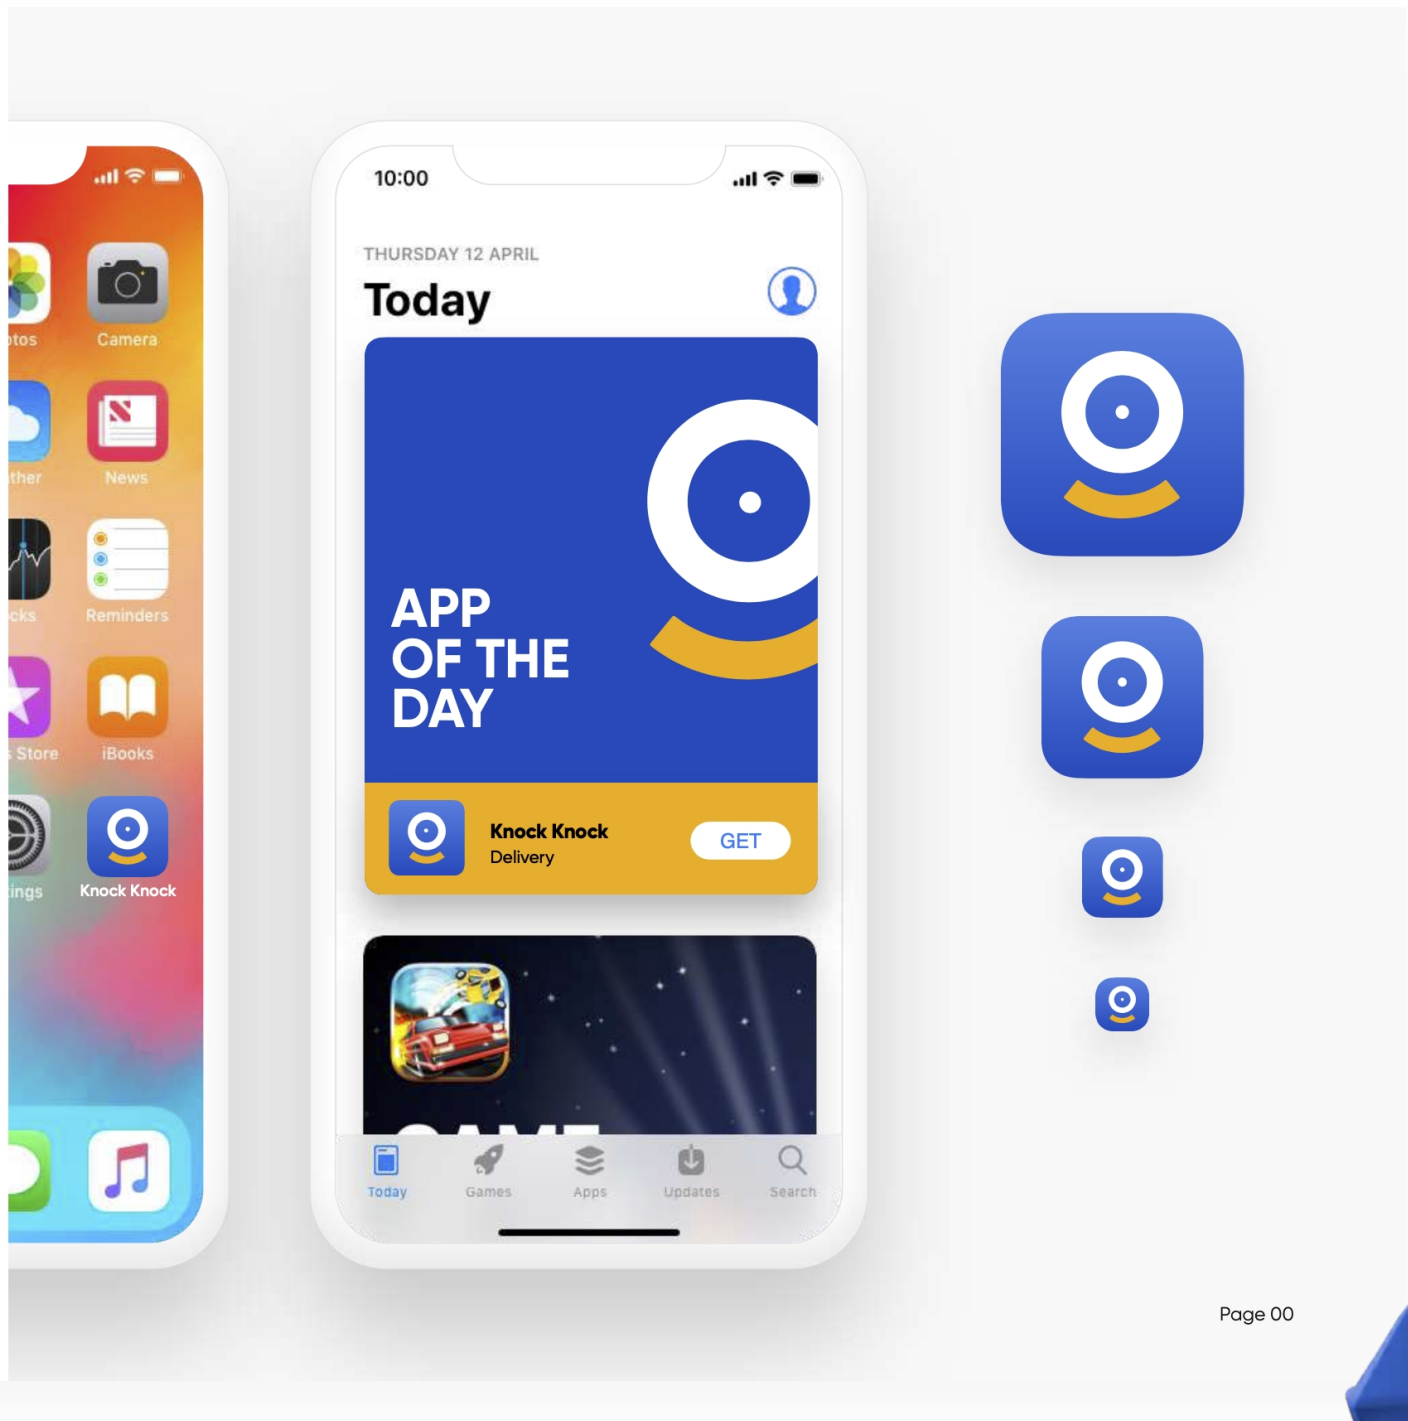 otos
Camera
ther
News
cks
Reminders
Store
iBooks
ings
Knock Knock
10:00
THURSDAY 12 APRIL
Today
APP
OF THE
DAY
Knock Knock
Delivery
GET
GAME
Today
Games
Apps
Updates
Search
Page 00